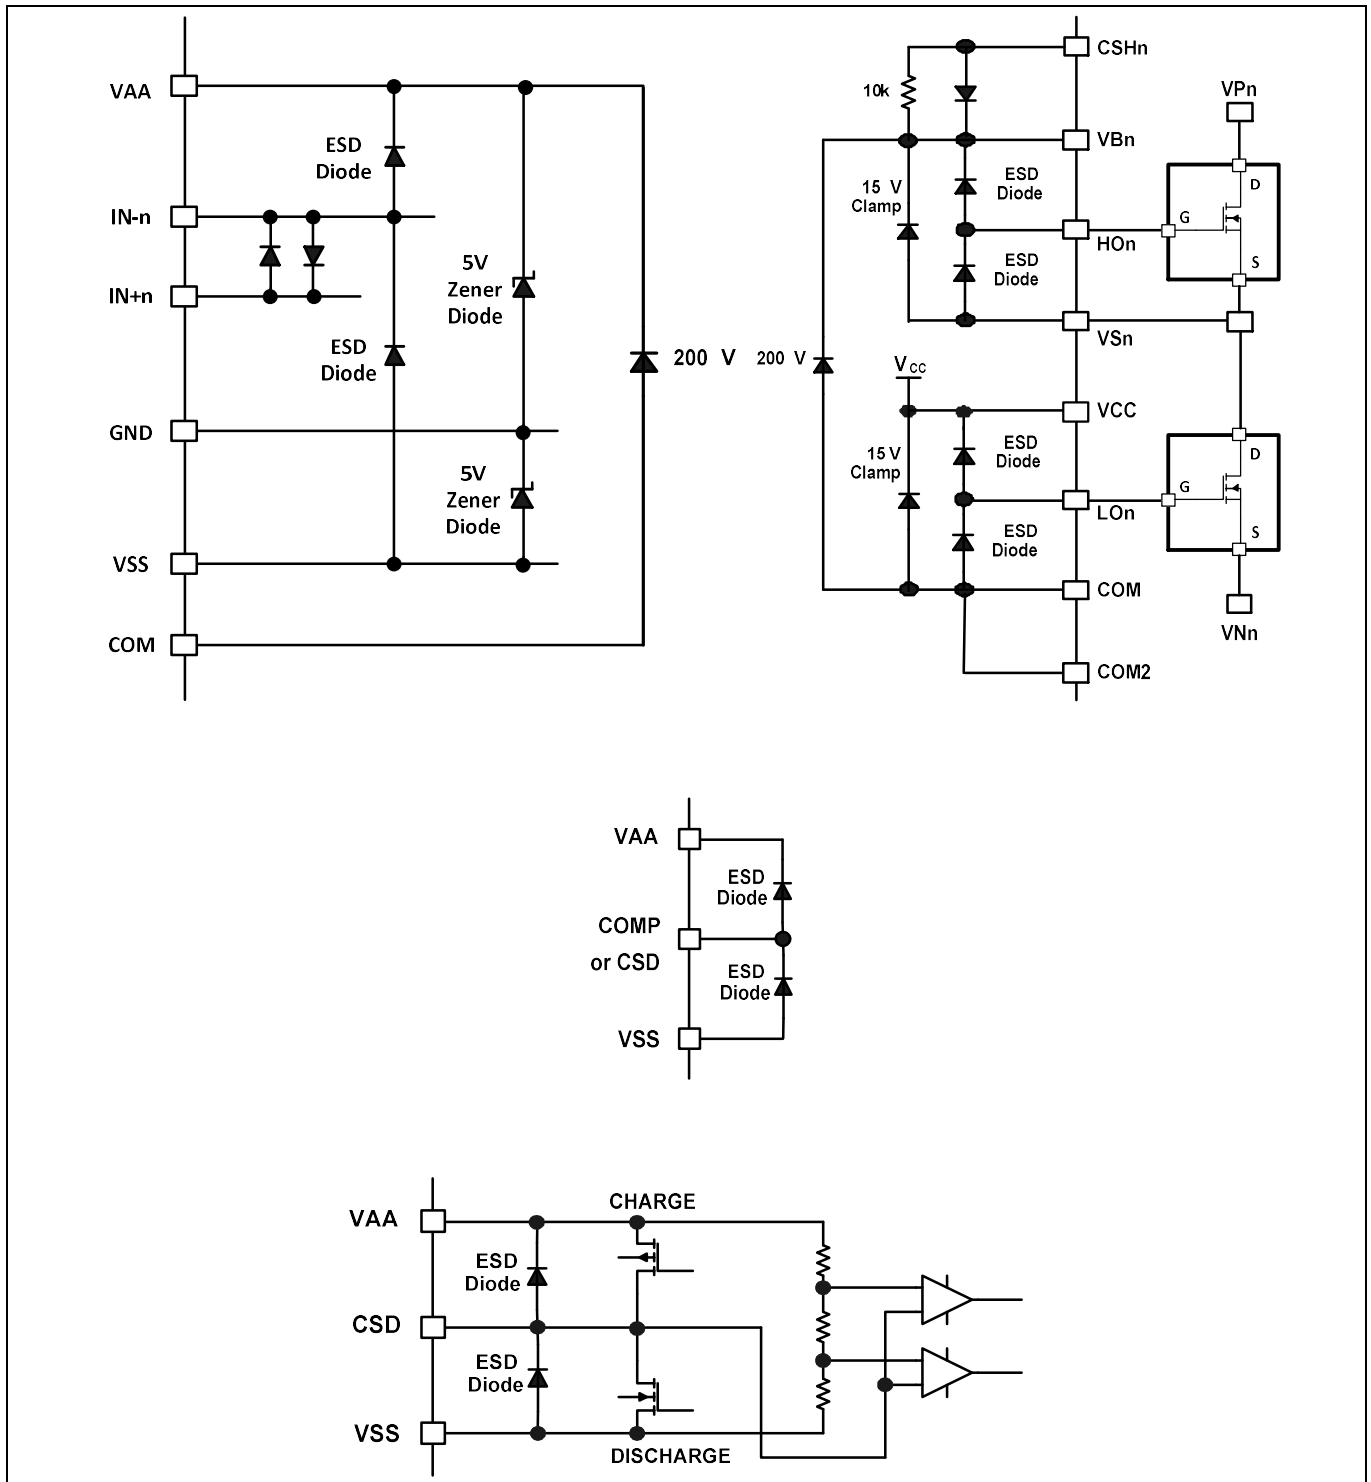 VAA
ESD
Diode
IN-n
IN+n
5V
Zener
Diode
ESD
Diode
200 V
GND
5V
Zener
Diode
VSS
COM
CSHn
10k
VPn
VBn
ESD
Diode
15 V
Clamp
D
G
S
HOn
ESD
Diode
VSn
200 V
VCC
VCC
ESD
Diode
15 V
Clamp
D
G
S
LOn
ESD
Diode
COM
VNn
COM2
VAA
ESD
Diode
COMP
or CSD
ESD
Diode
VSS
CHARGE
VAA
ESD
Diode
CSD
ESD
Diode
VSS
DISCHARGE